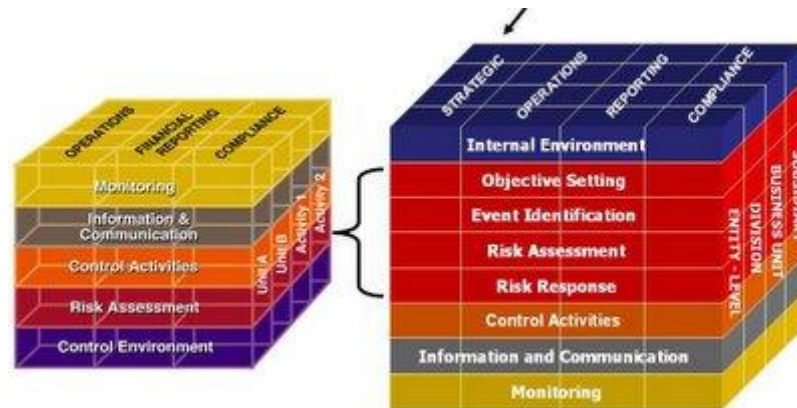 OPERATIONS
FINANCIAL
REPORTING
COMPLIANCE
Monitoring
Information &
Communication
Control Activities
Risk Assessment
Control Environment
Unit A
Unit B
Activity 1
Activity 2
STRATEGIC
OPERATIONS
REPORTING
COMPLIANCE
Internal Environment
Objective Setting
Event Identification
Risk Assessment
Risk Response
Control Activities
Information and Communication
Monitoring
ENTITY - LEVEL
DIVISION
BUSINESS UNIT